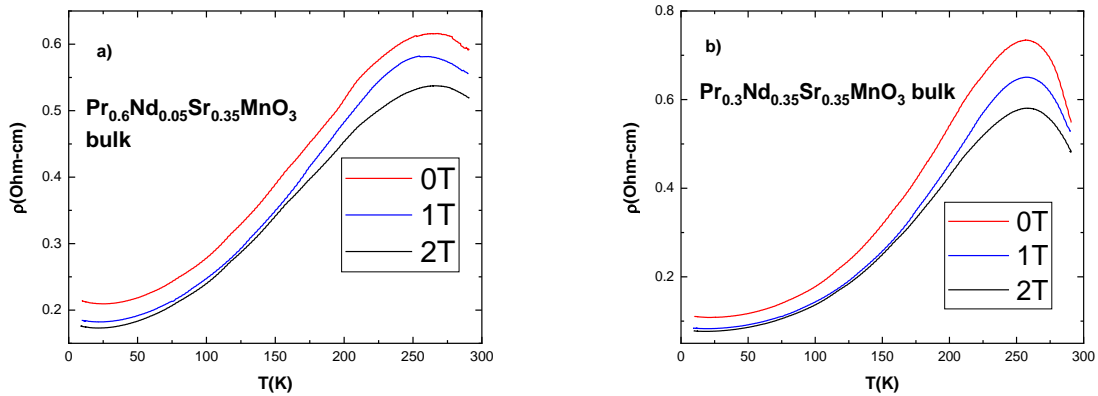 a)
Pr0.6Nd0.05Sr0.35MnO3
bulk
0T
1T
2T
ρ(Ohm-cm)
0.6
0.5
0.4
0.3
0.2
0 50 100 150 200 250 300
T(K)
b)
Pr0.3Nd0.35Sr0.35MnO3 bulk
0T
1T
2T
ρ(Ohm-cm)
0.8
0.6
0.4
0.2
0 50 100 150 200 250 300
T(K)